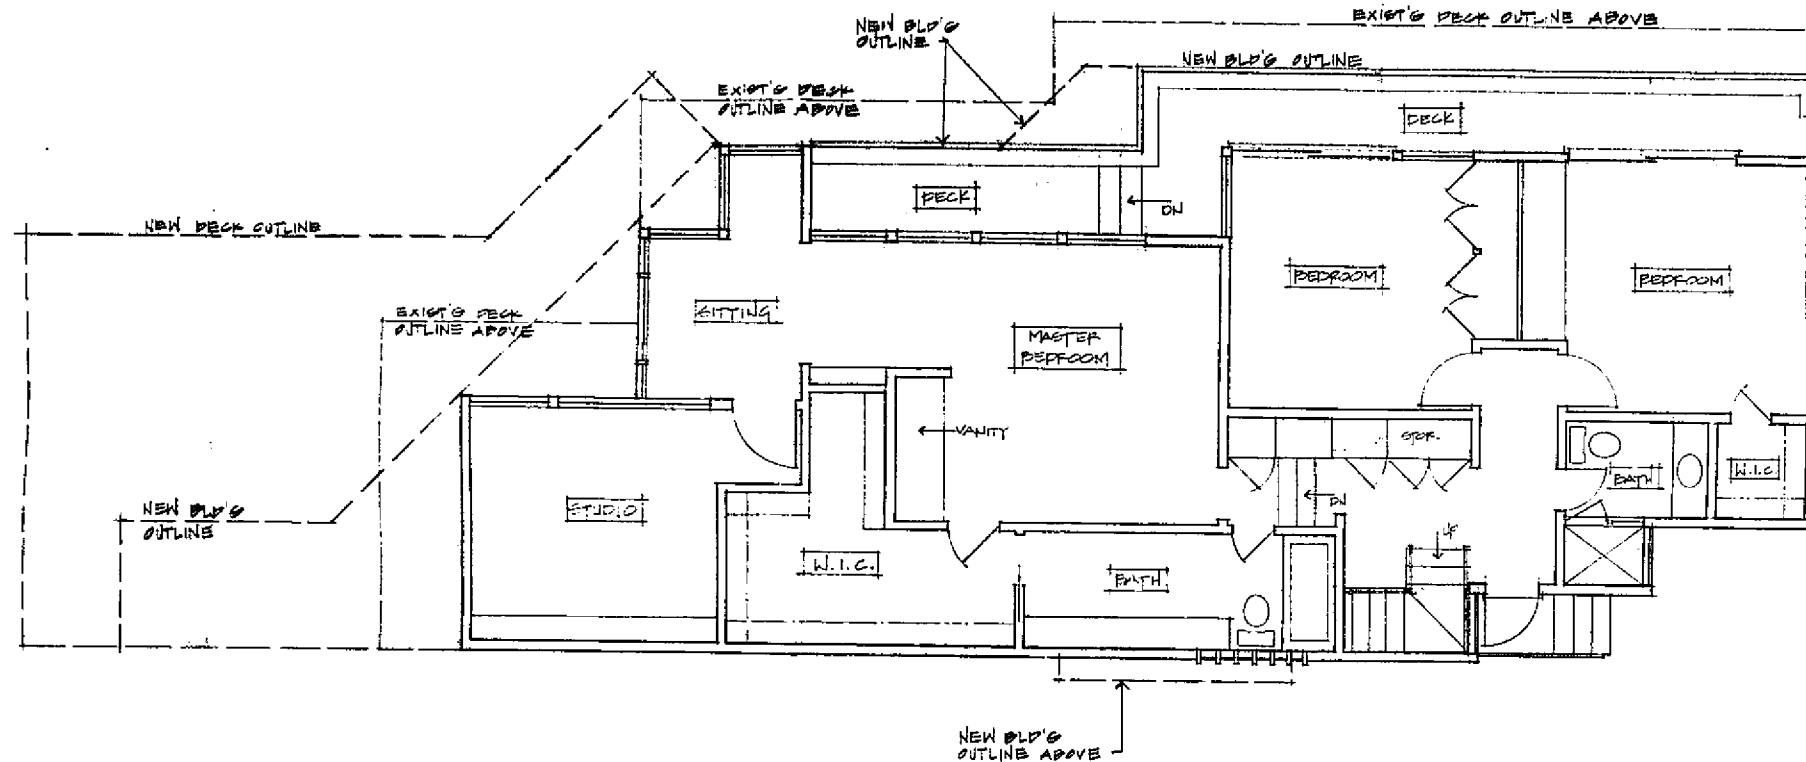 EXIST'G DECK OUTLINE ABOVE
NEW BLD'G
OUTLINE
NEW BLD'G OUTLINE
EXIST'G DECK
OUTLINE ABOVE
DECK
DECK
DN
NEW DECK OUTLINE
BEDROOM
BEDROOM
SITTING
EXIST'G DECK
OUTLINE ABOVE
MASTER
BEDROOM
VANITY
STOR.
BATH
W.I.C.
NEW BLD'G
OUTLINE
STUDIO
DN
UP
W.I.C.
BATH
NEW BLD'G
OUTLINE ABOVE